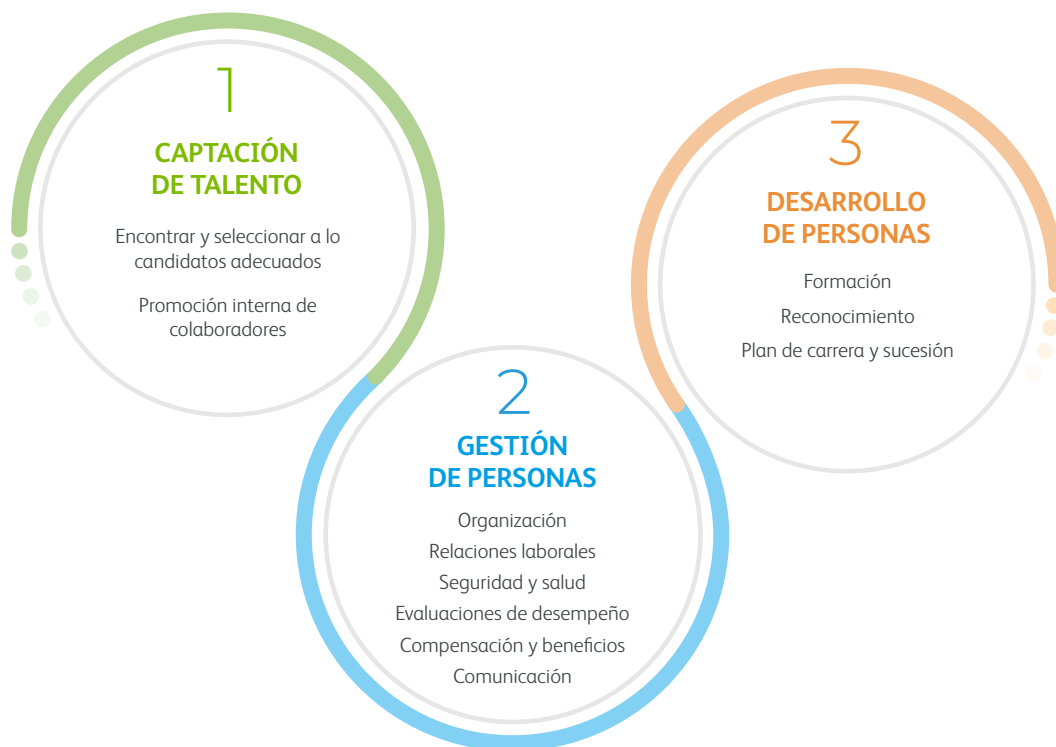 1
CAPTACIÓN
DE TALENTO
Encontrar y seleccionar a lo
candidatos adecuados
Promoción interna de
colaboradores
2
GESTIÓN
DE PERSONAS
Organización
Relaciones laborales
Seguridad y salud
Evaluaciones de desempeño
Compensación y beneficios
Comunicación
3
DESARROLLO
DE PERSONAS
Formación
Reconocimiento
Plan de carrera y sucesión